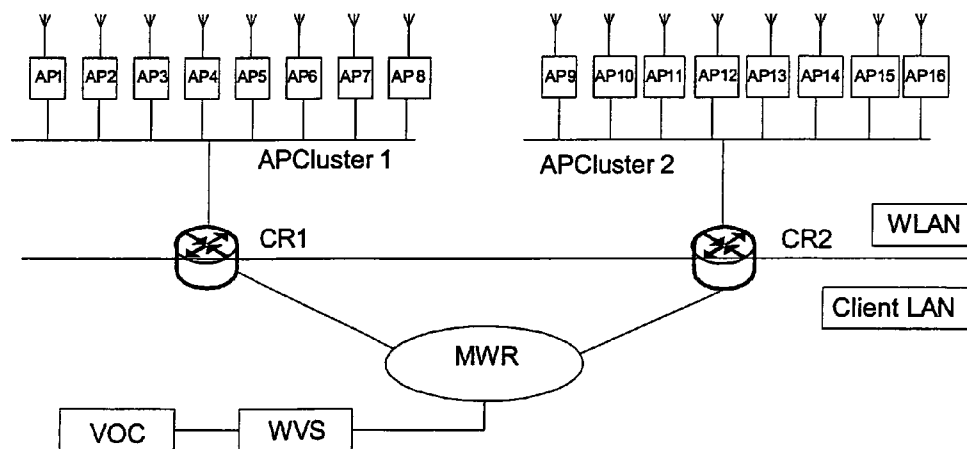 AP1 AP2 AP3 AP4 AP5 AP6 AP7 AP8 AP9 AP10 AP11 AP12 AP13 AP14 AP15 AP16
APCluster 1 APCluster 2
WLAN
CR1 CR2
Client LAN
MWR
VOC WVS